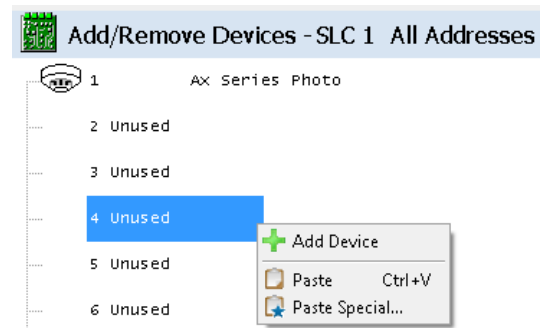 Add/Remove Devices - SLC 1 All Addresses
1 Ax Series Photo
2 Unused
3 Unused
4 Unused
Add Device
5 Unused
Paste Ctrl+V
6 Unused
Paste Special...